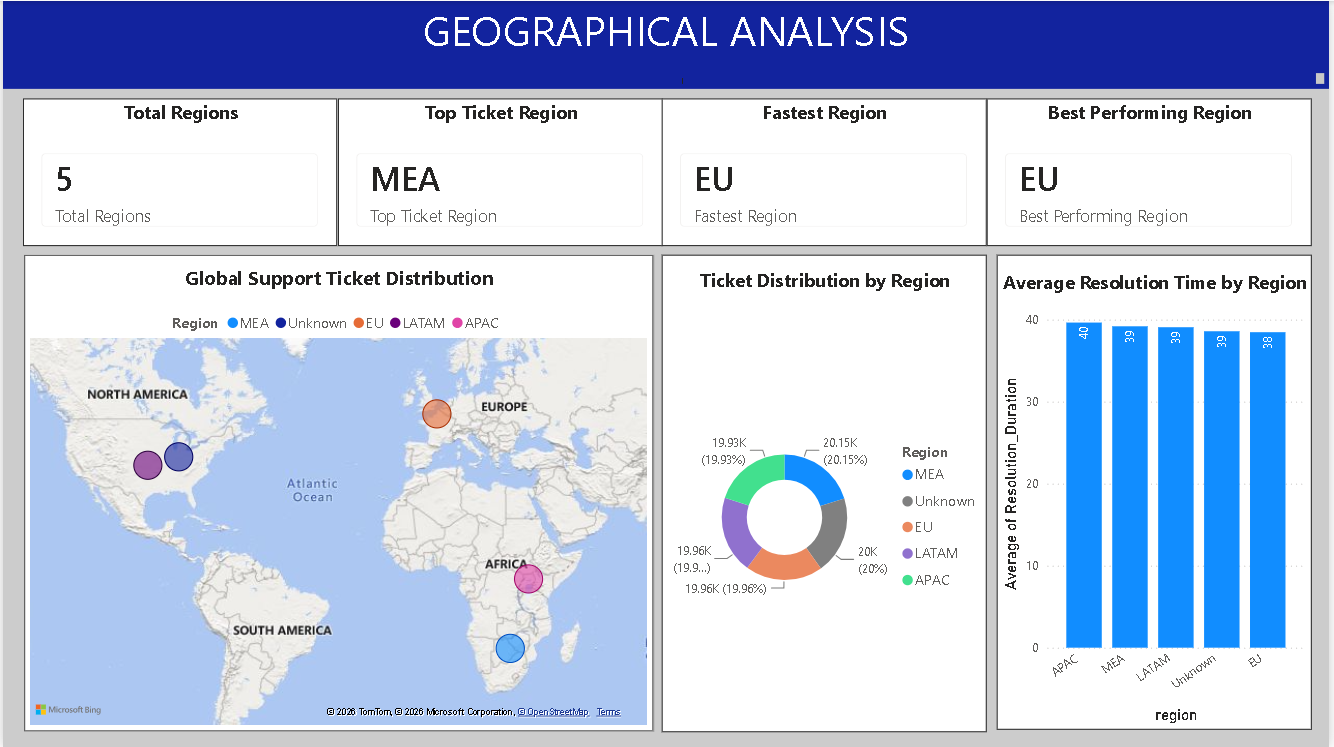 GEOGRAPHICAL ANALYSIS
Total Regions
5
Total Regions
Top Ticket Region
MEA
Top Ticket Region
Fastest Region
EU
Fastest Region
Best Performing Region
EU
Best Performing Region
Global Support Ticket Distribution
Region MEA Unknown EU LATAM APAC
NORTH AMERICA
EUROPE
Atlantic
Ocean
AFRICA
SOUTH AMERICA
Microsoft Bing
© 2026 TomTom, © 2026 Microsoft Corporation, © OpenStreetMap Terms
Ticket Distribution by Region
19.93K
(19.93%)
20.15K
(20.15%)
19.96K
(19.9...)
20K
(20%)
19.96K (19.96%)
Region
MEA
Unknown
EU
LATAM
APAC
Average Resolution Time by Region
Average of Resolution_Duration
40
30
20
10
0
40
39
39
39
38
APAC
MEA
LATAM
Unknown
EU
region